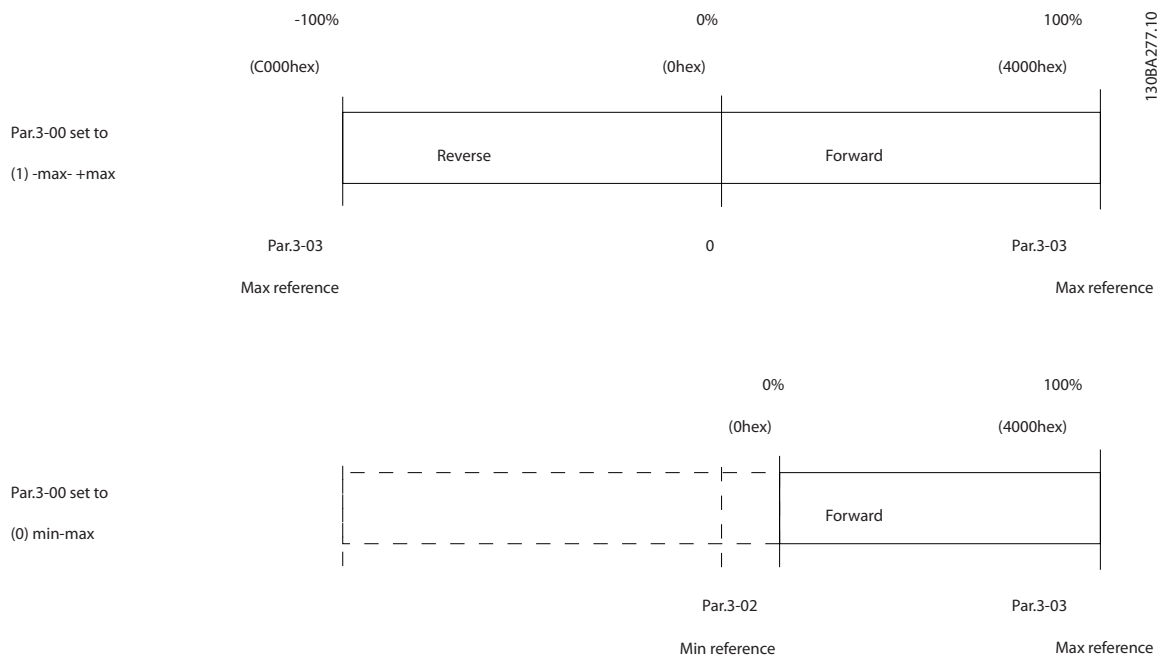 -100% 0% 100%
(C000hex) (0hex) (4000hex)
130BA277.10
Par.3-00 set to
(1) -max- +max
Reverse Forward
Par.3-03 0 Par.3-03
Max reference Max reference
0% 100%
(0hex) (4000hex)
Par.3-00 set to
(0) min-max
Forward
Par.3-02 Par.3-03
Min reference Max reference